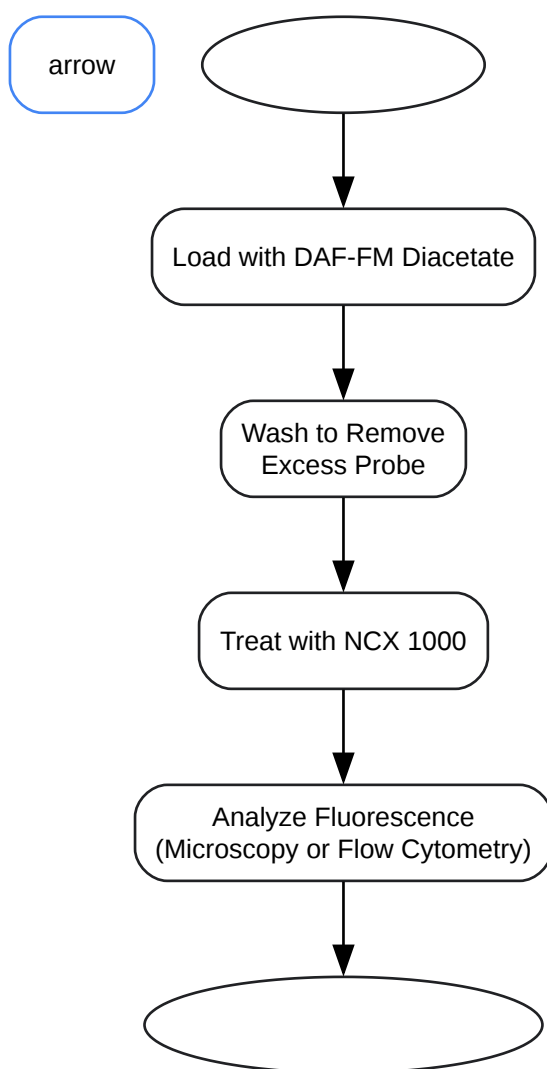 arrow
Load with DAF-FM Diacetate
Wash to Remove
Excess Probe
Treat with NCX 1000
Analyze Fluorescence
(Microscopy or Flow Cytometry)